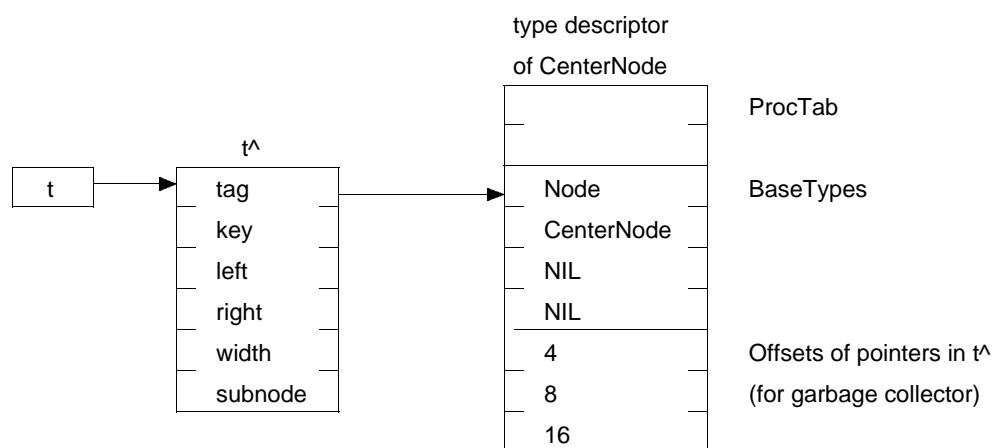 type descriptor
of CenterNode
ProcTab
t^
t
tag
Node
BaseTypes
key
CenterNode
left
NIL
right
NIL
width
4
Offsets of pointers in t^
subnode
8
(for garbage collector)
16